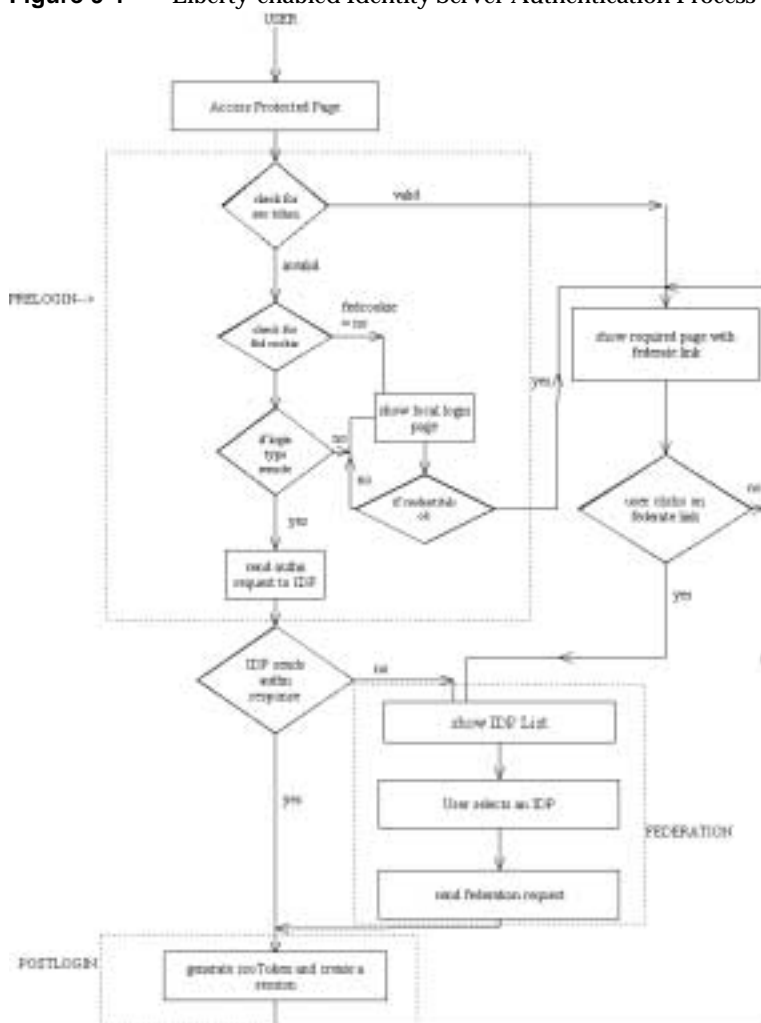 Figure 3-1 Liberty-enabled Identity Server Authentication Process
USER
Access Protected Page
check for
sso token
valid
invalid
PRELOGIN-->
check for
fed cookie
fedcookie
= no
show required page with
federate link
yes
show local login
page
if login
type
remote
no
no
if credentials
ok
user clicks on
federate link
no
yes
send authn
request to IDP
yes
IDP sends
authn
response
no
show IDP List
yes
User selects an IDP
FEDERATION
send Federation request
POSTLOGIN
generate ssoToken and create a
session